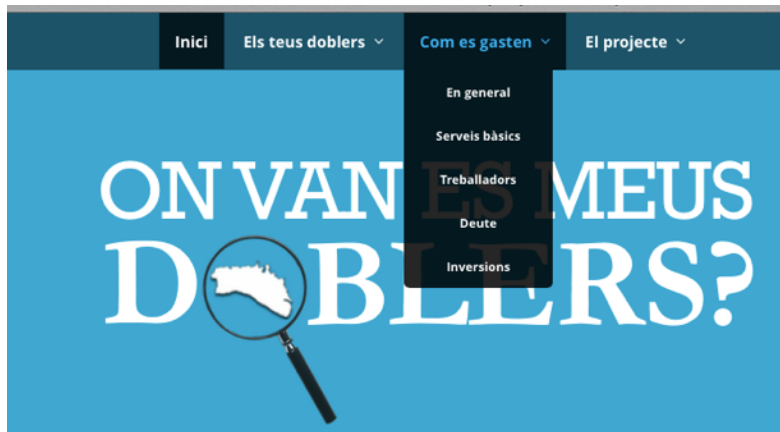 Inici Els teus doblers Com es gasten El projecte
En general
Serveis bàsics
Treballadors
Deute
Inversions
ON VAN ES MEUS
DOBLERS?